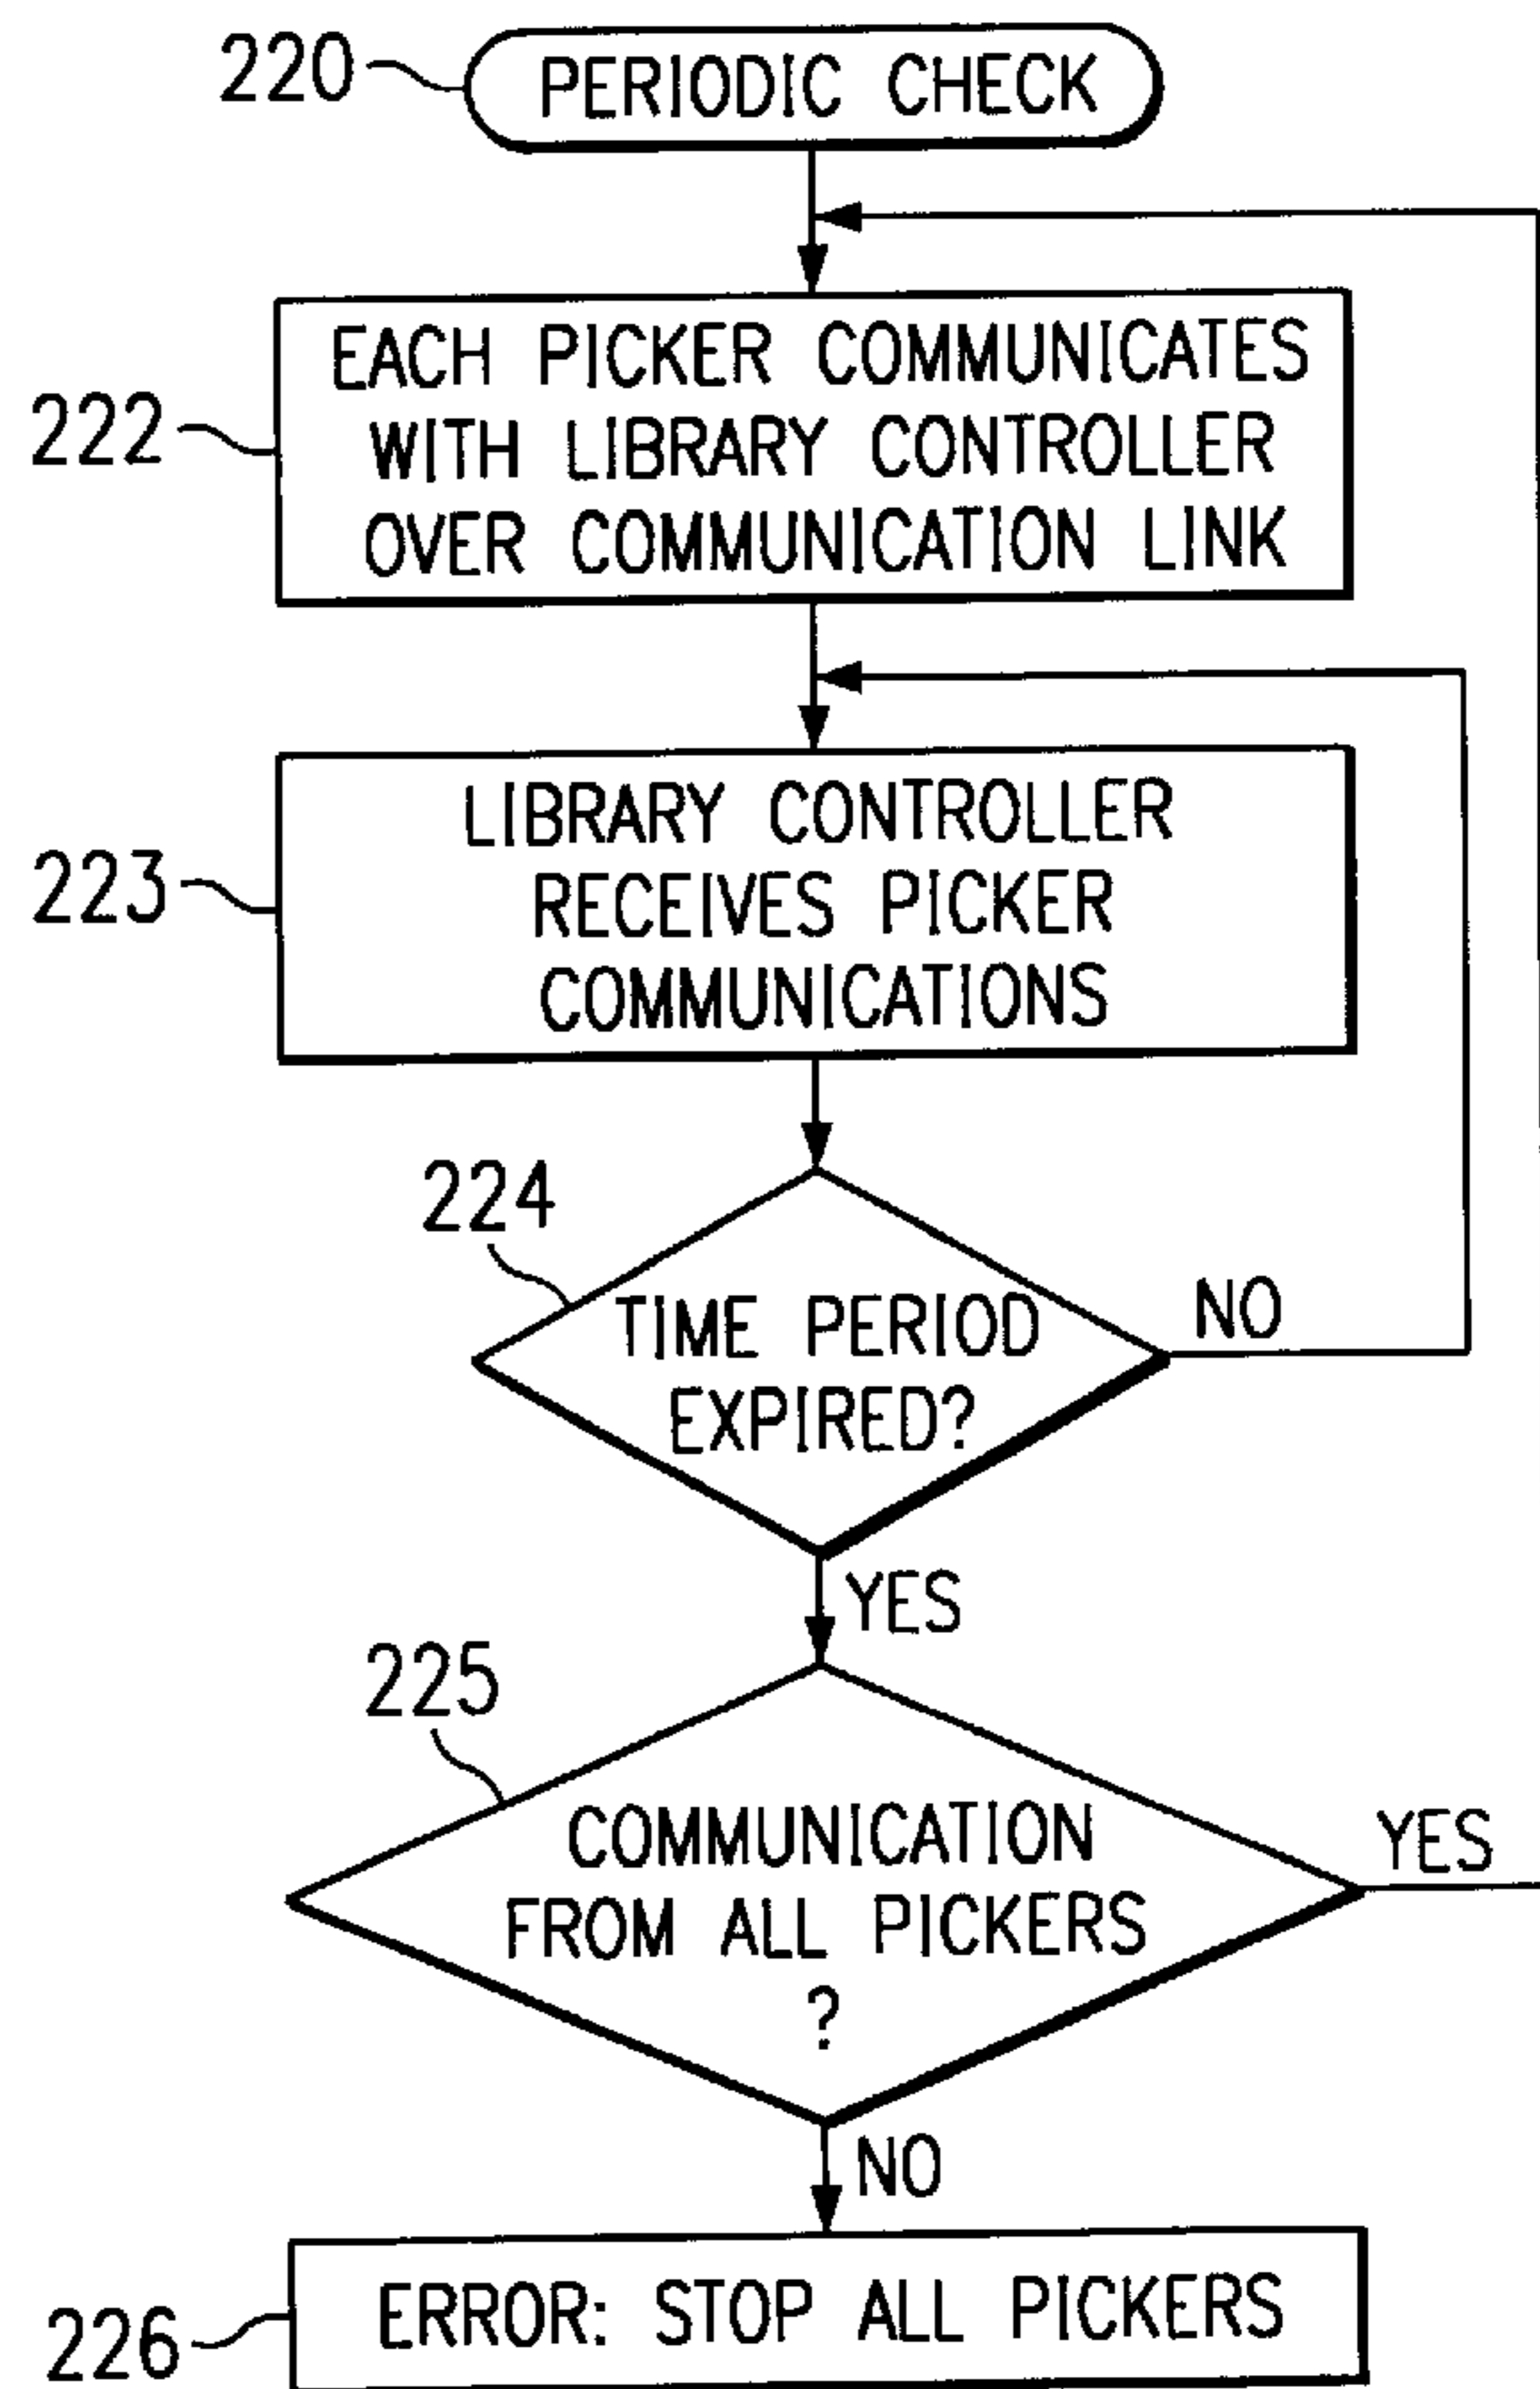 220
PERIODIC CHECK
222
EACH PICKER COMMUNICATES
WITH LIBRARY CONTROLLER
OVER COMMUNICATION LINK
223
LIBRARY CONTROLLER
RECEIVES PICKER
COMMUNICATIONS
224
TIME PERIOD
EXPIRED?
NO
YES
225
COMMUNICATION
FROM ALL PICKERS
?
YES
NO
226
ERROR: STOP ALL PICKERS